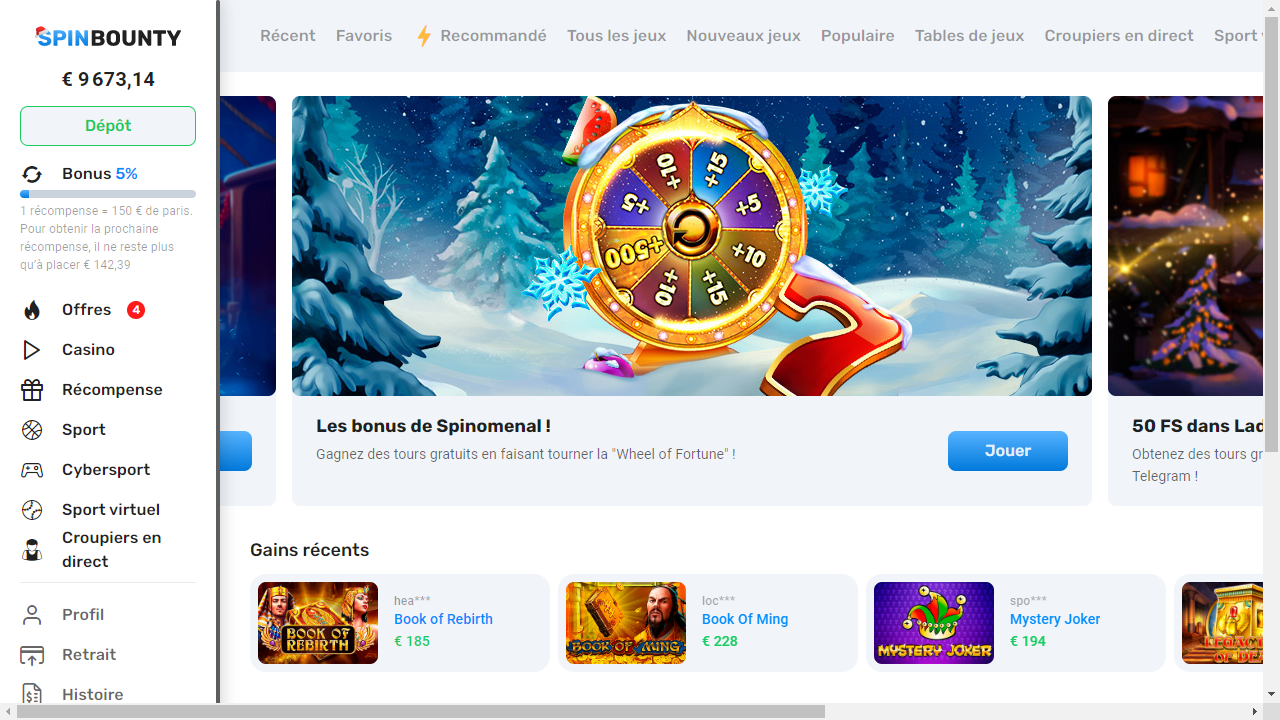 SPINBOUNTY
€ 9 673,14
Dépôt
Bonus 5%
1 récompense = 150 € de paris.
Pour obtenir la prochaine
récompense, il ne reste plus
qu'à placer € 142,39
Offres 4
Casino
Récompense
Sport
Cybersport
Sport virtuel
Croupiers en
direct
Profil
Retrait
Histoire
Récent Favoris Recommandé Tous les jeux Nouveaux jeux Populaire Tables de jeux Croupiers en direct Sport
+10 +15
+5 +5
+500 +10
+10 +15
Les bonus de Spinomenal !
Gagnez des tours gratuits en faisant tourner la "Wheel of Fortune" !
Jouer
50 FS dans Lad
Obtenez des tours gr
Telegram !
Gains récents
BOOK OF
REBIRTH
hea***
Book of Rebirth
€ 185
BOOK OF MING
loc***
Book Of Ming
€ 228
MYSTERY JOKER
spo***
Mystery Joker
€ 194
LEGACY
OF DEA